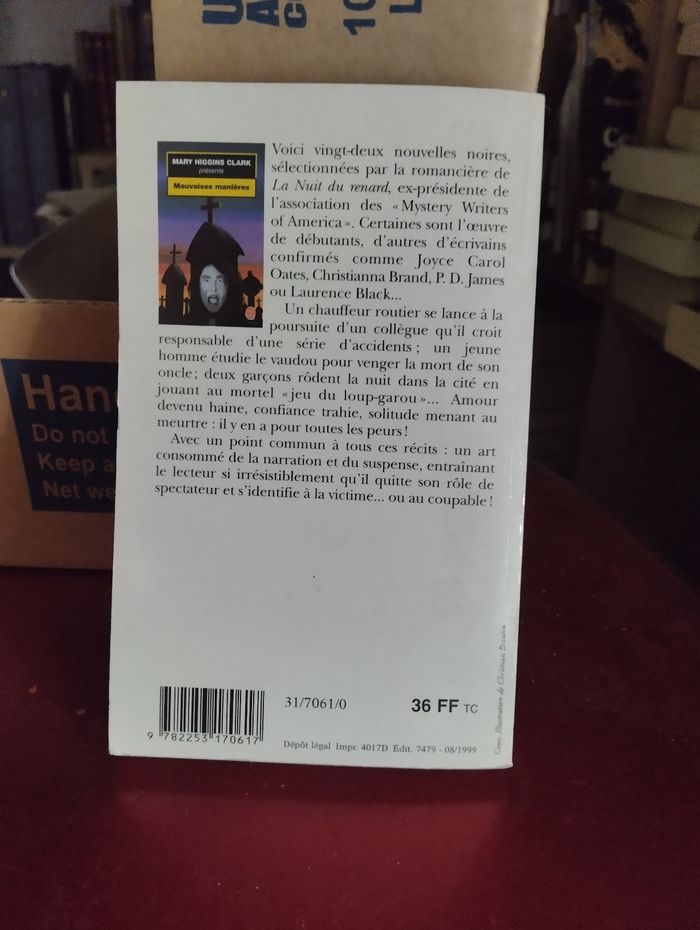 MARY HIGGINS CLARK
présente
Mauvaises manières
Voici vingt-deux nouvelles noires,
sélectionnées par la romancière de
La Nuit du renard, ex-présidente de
l'association des « Mystery Writers
of America ». Certaines sont l'œuvre
de débutants, d'autres d'écrivains
confirmés comme Joyce Carol
Oates, Christianna Brand, P. D. James
ou Laurence Black...
Un chauffeur routier se lance à la
poursuite d'un collègue qu'il croit
responsable d'une série d'accidents ; un jeune
homme étudie le vaudou pour venger la mort de son
oncle ; deux garçons rôdent la nuit dans la cité en
jouant au mortel « jeu du loup-garou »... Amour
devenu haine, confiance trahie, solitude menant au
meurtre : il y en a pour toutes les peurs !
Avec un point commun à tous ces récits : un art
consommé de la narration et du suspense, entraînant
le lecteur si irrésistiblement qu'il quitte son rôle de
spectateur et s'identifie à la victime... ou au coupable !
31/7061/0
36 FF TC
9 782253 170617
Dépôt légal Impr. 4017D Édit. 7479 - 08/1999
Couv. Illustration de Christian Broutin.
Han
Do not
Keep a
Net we